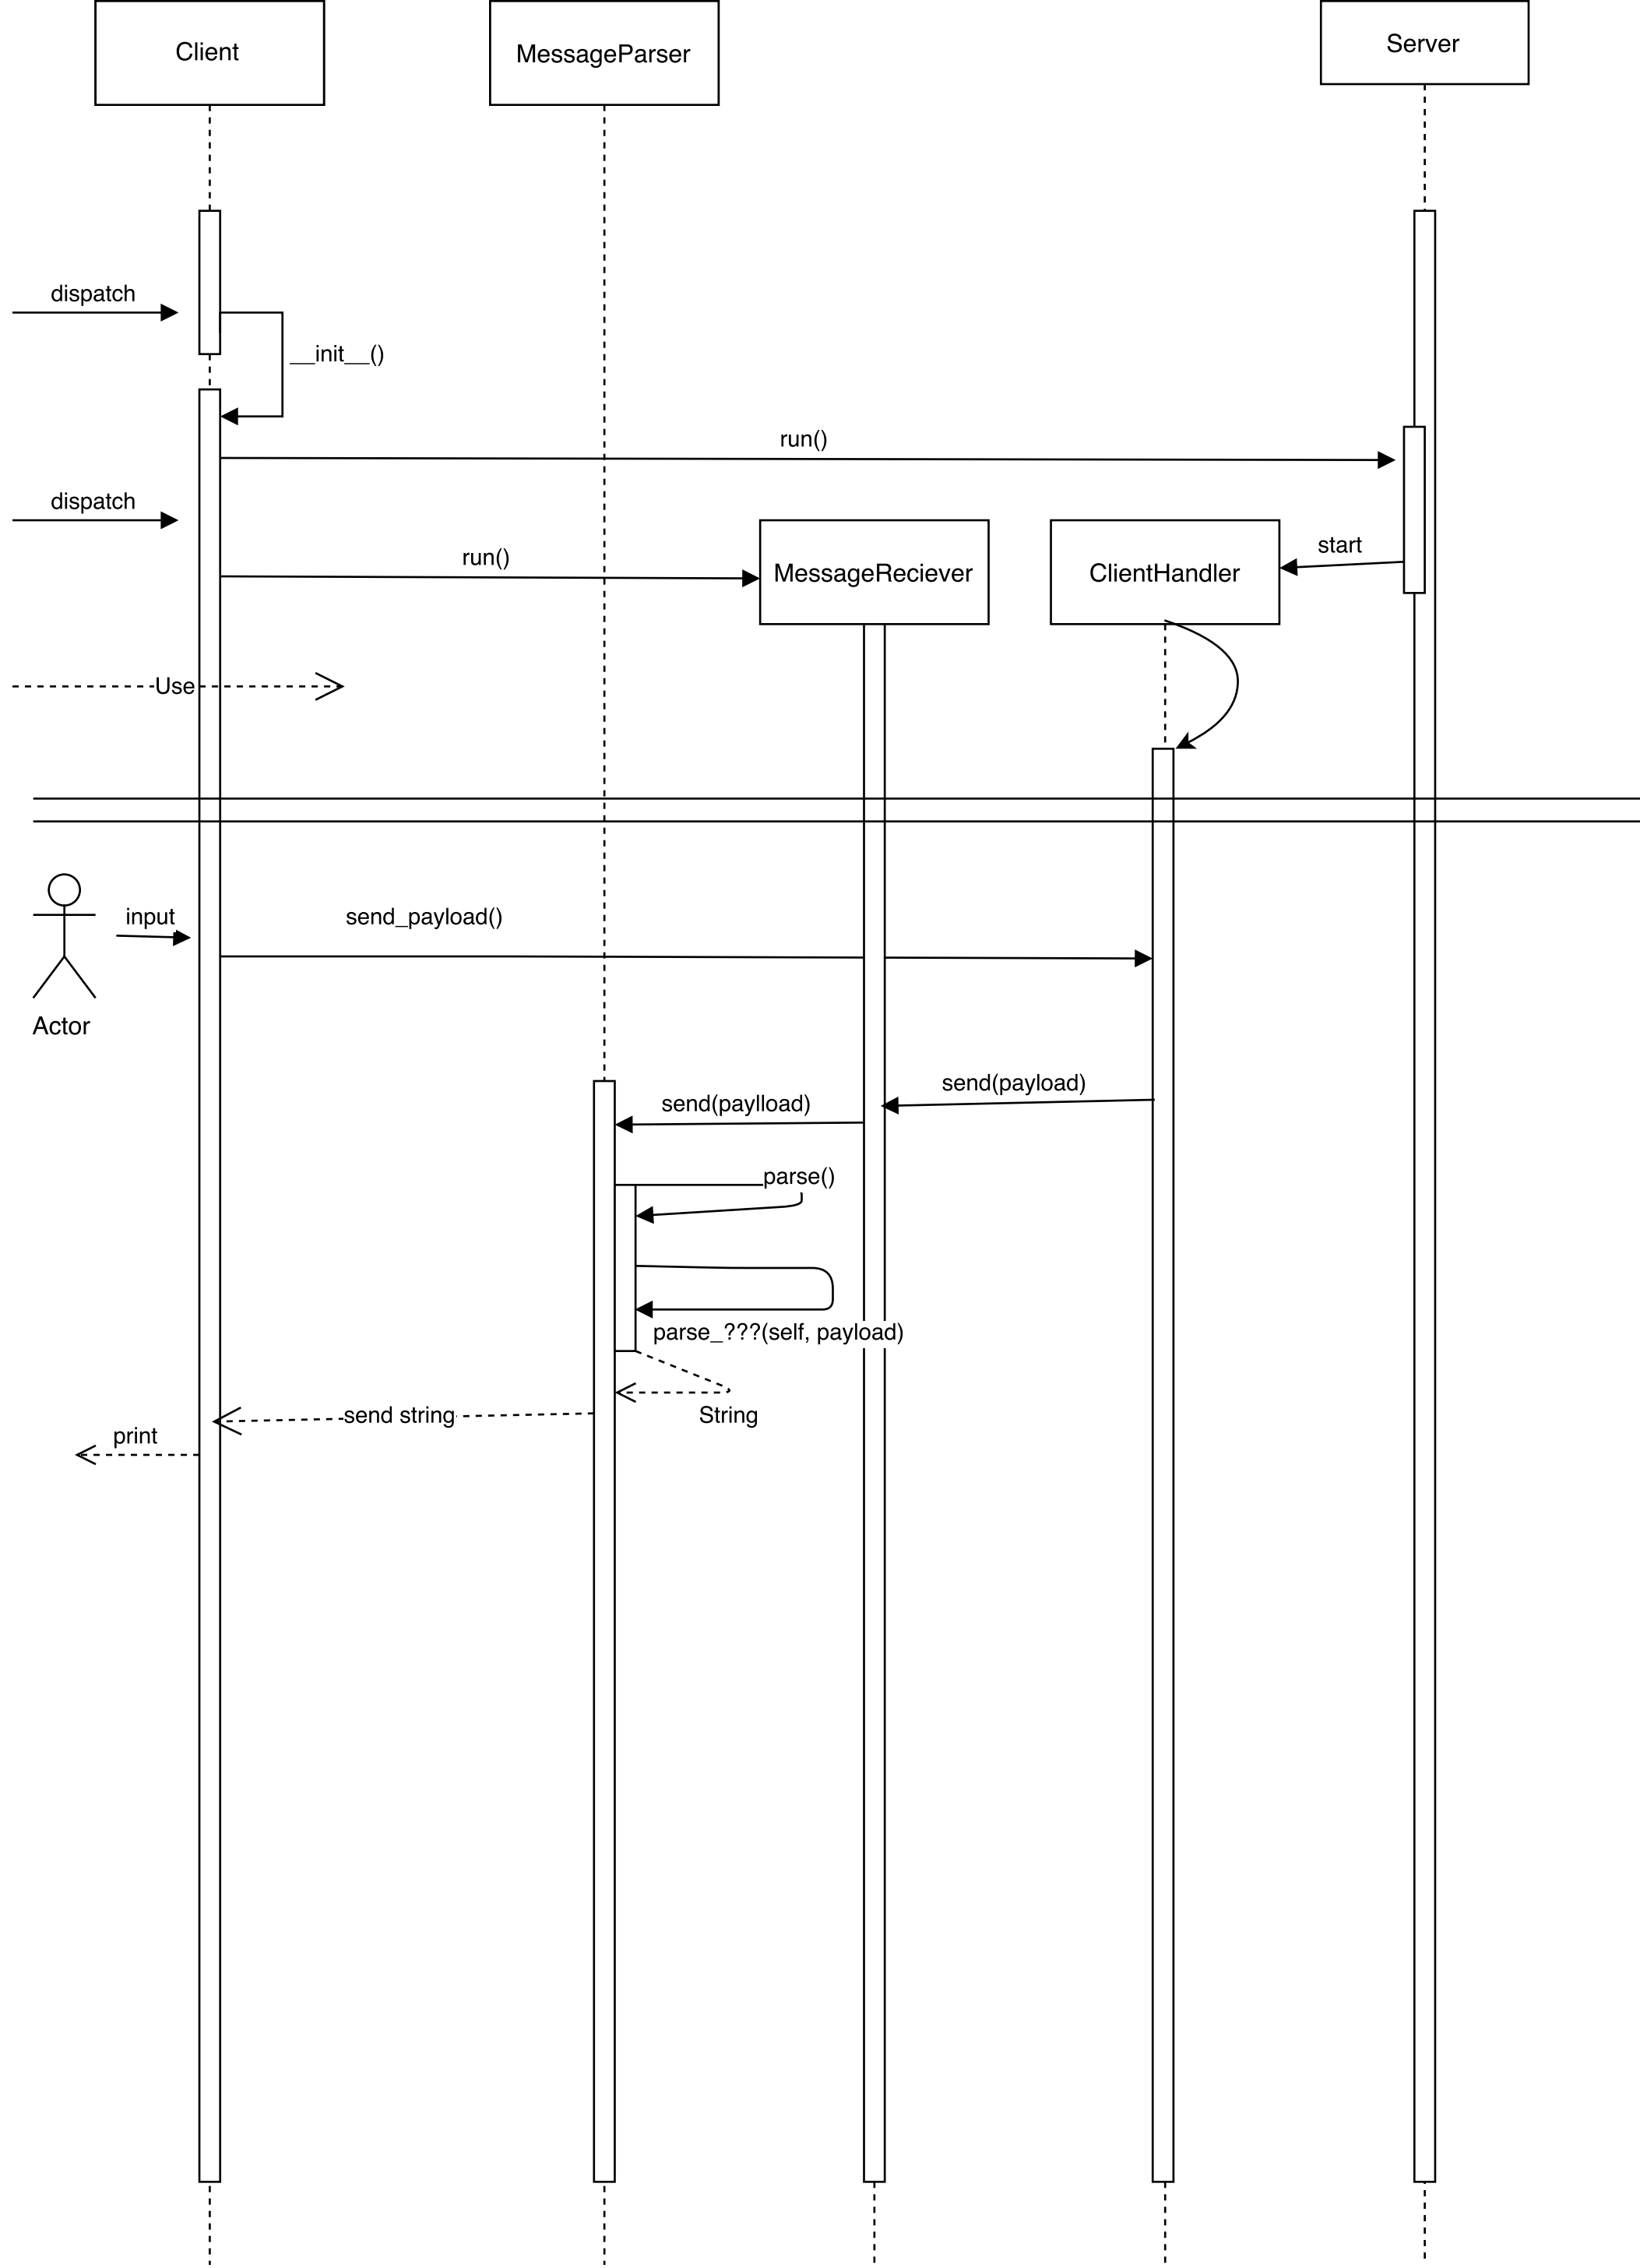 Client
MessageParser
Server
dispatch
__init__()
run()
dispatch
run()
MessageReciever
ClientHandler
start
Use
input
send_payload()
Actor
send(payload)
send(paylload)
parse()
parse_???(self, payload)
String
send string
print